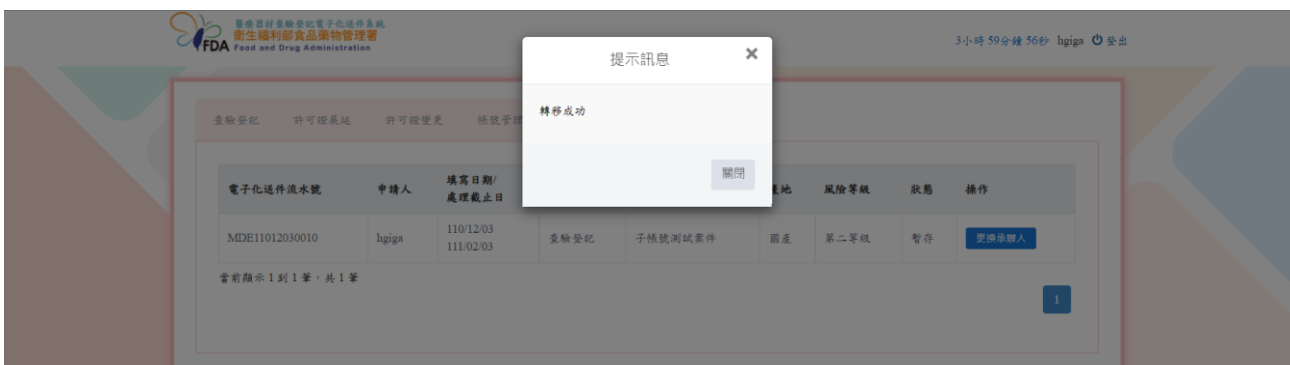 醫療器材查驗登記電子化送件系統
衛生福利部食品藥物管理署
FDA Food and Drug Administration
3小時 59分鐘 56秒 hgiga 登出
提示訊息 ×
轉移成功
關閉
查驗登記 許可證展延 許可證變更 帳號管理
電子化送件流水號 申請人 填寫日期/ 產地 風險等級 狀態 操作
處理截止日
MDE11012030010 hgiga 110/12/03 查驗登記 子帳號測試案件 國產 第二等級 暫存 更換承辦人
111/02/03
當前顯示 1 到 1 筆,共 1 筆
1